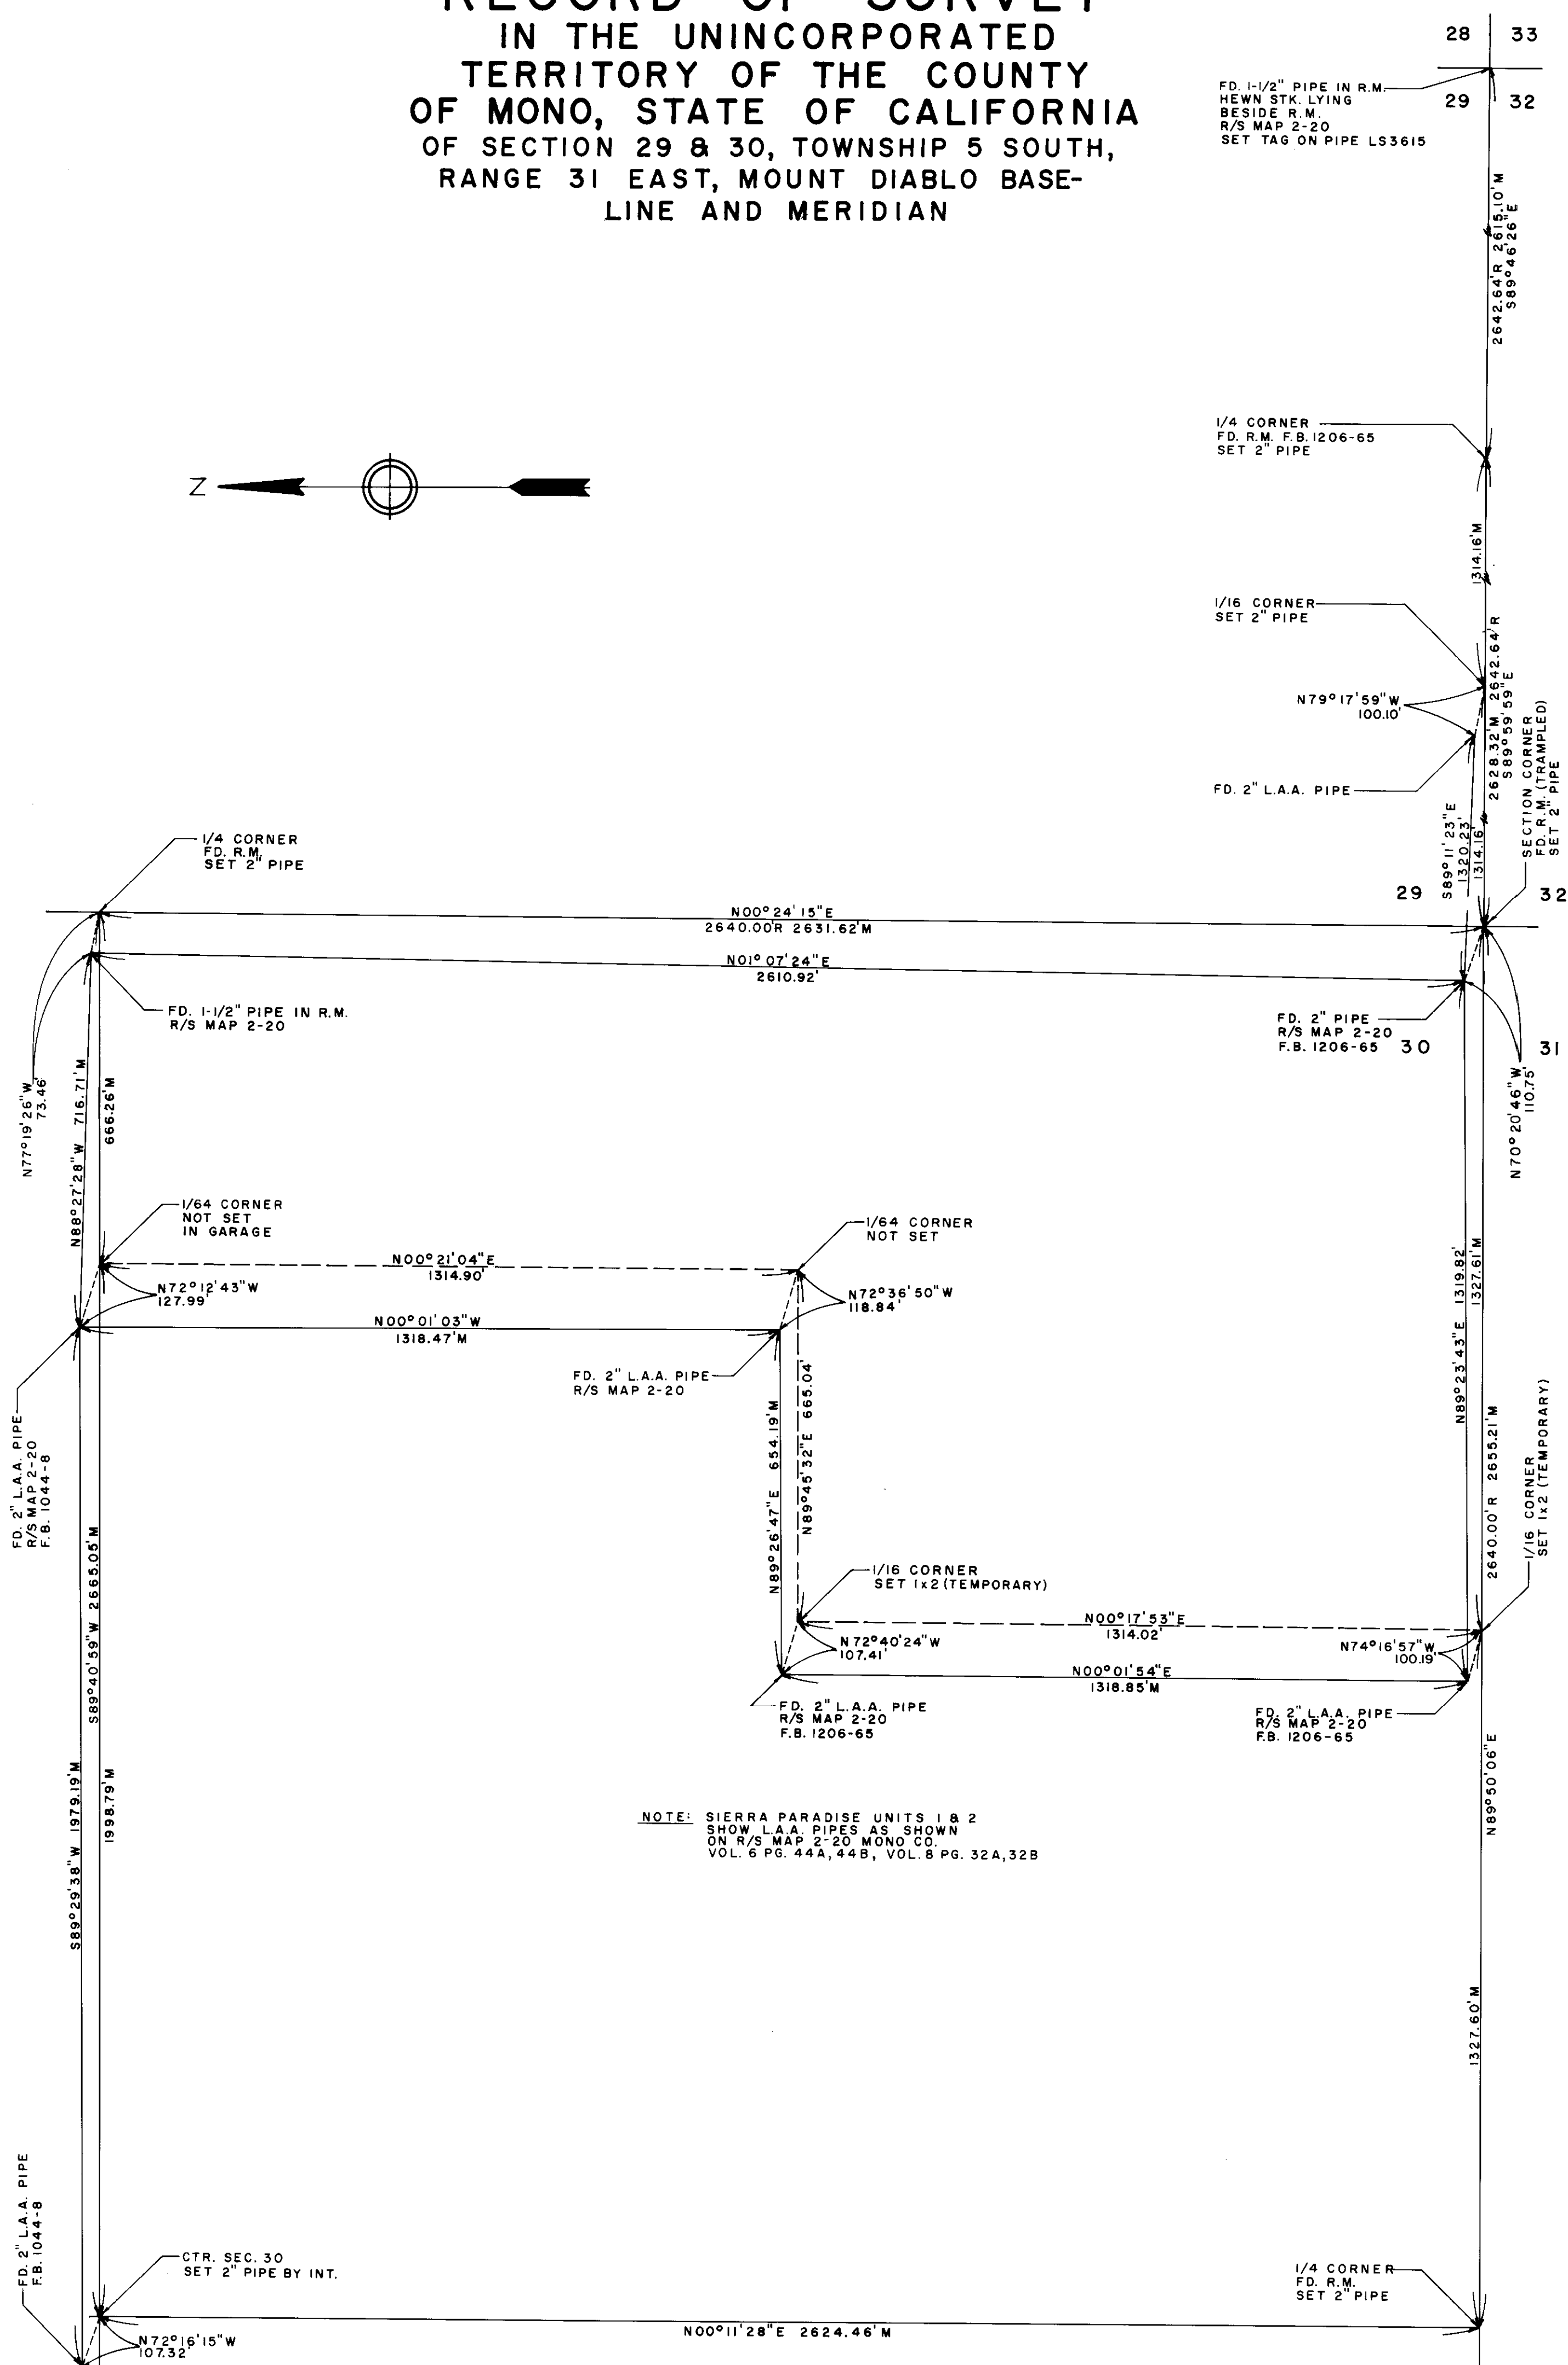 RECORD OF SURVEY
IN THE UNINCORPORATED
TERRITORY OF THE COUNTY
OF MONO, STATE OF CALIFORNIA
OF SECTION 29 & 30, TOWNSHIP 5 SOUTH,
RANGE 31 EAST, MOUNT DIABLO BASE-
LINE AND MERIDIAN
28 33
29 32
FD. 1-1/2" PIPE IN R.M.
HEWN STK. LYING
BESIDE R.M.
R/S MAP 2-20
SET TAG ON PIPE LS3615
2642.64'R 2615.10'M
S89°46'26"E
1/4 CORNER
FD. R.M. F.B. 1206-65
SET 2" PIPE
N
1314.16'M
1/16 CORNER
SET 2" PIPE
N79°17'59"W
100.10'
2628.32'M 2642.64'R
S89°59'59"E
FD. 2" L.A.A. PIPE
S89°11'23"E
1320.23'
1314.16'
SECTION CORNER
FD. R.M. (TRAMPLED)
SET 2" PIPE
29 32
1/4 CORNER
FD. R.M.
SET 2" PIPE
N00°24'15"E
2640.00'R 2631.62'M
N01°07'24"E
2610.92'
FD. 1-1/2" PIPE IN R.M.
R/S MAP 2-20
FD. 2" PIPE
R/S MAP 2-20
F.B. 1206-65
30 31
N77°19'26"W
73.46'
N88°27'28"W 716.71'M
666.26'M
N70°20'46"W
110.75'
1/64 CORNER
NOT SET
IN GARAGE
1/64 CORNER
NOT SET
N00°21'04"E
1314.90'
N72°12'43"W
127.99'
N72°36'50"W
118.84'
N00°01'03"W
1318.47'M
FD. 2" L.A.A. PIPE
R/S MAP 2-20
N89°23'43"E 1319.82'
1327.61'M
FD. 2" L.A.A. PIPE
R/S MAP 2-20
F.B. 1044-8
N89°26'47"E 654.19'M
N89°45'32"E 665.04'
2640.00'R 2655.21'M
1/16 CORNER
SET 1x2 (TEMPORARY)
S89°40'59"W 2665.05'M
1/16 CORNER
SET 1x2 (TEMPORARY)
N00°17'53"E
1314.02'
N72°40'24"W
107.41'
N74°16'57"W
100.19'
N00°01'54"E
1318.85'M
FD. 2" L.A.A. PIPE
R/S MAP 2-20
F.B. 1206-65
FD. 2" L.A.A. PIPE
R/S MAP 2-20
F.B. 1206-65
S89°29'38"W 1979.19'M
1998.79'M
N89°50'06"E
NOTE: SIERRA PARADISE UNITS 1 & 2
SHOW L.A.A. PIPES AS SHOWN
ON R/S MAP 2-20 MONO CO.
VOL. 6 PG. 44A, 44B, VOL. 8 PG. 32A, 32B
1327.60'M
FD. 2" L.A.A. PIPE
F.B. 1044-8
CTR. SEC. 30
SET 2" PIPE BY INT.
1/4 CORNER
FD. R.M.
SET 2" PIPE
N00°11'28"E 2624.46'M
N72°16'15"W
107.32'